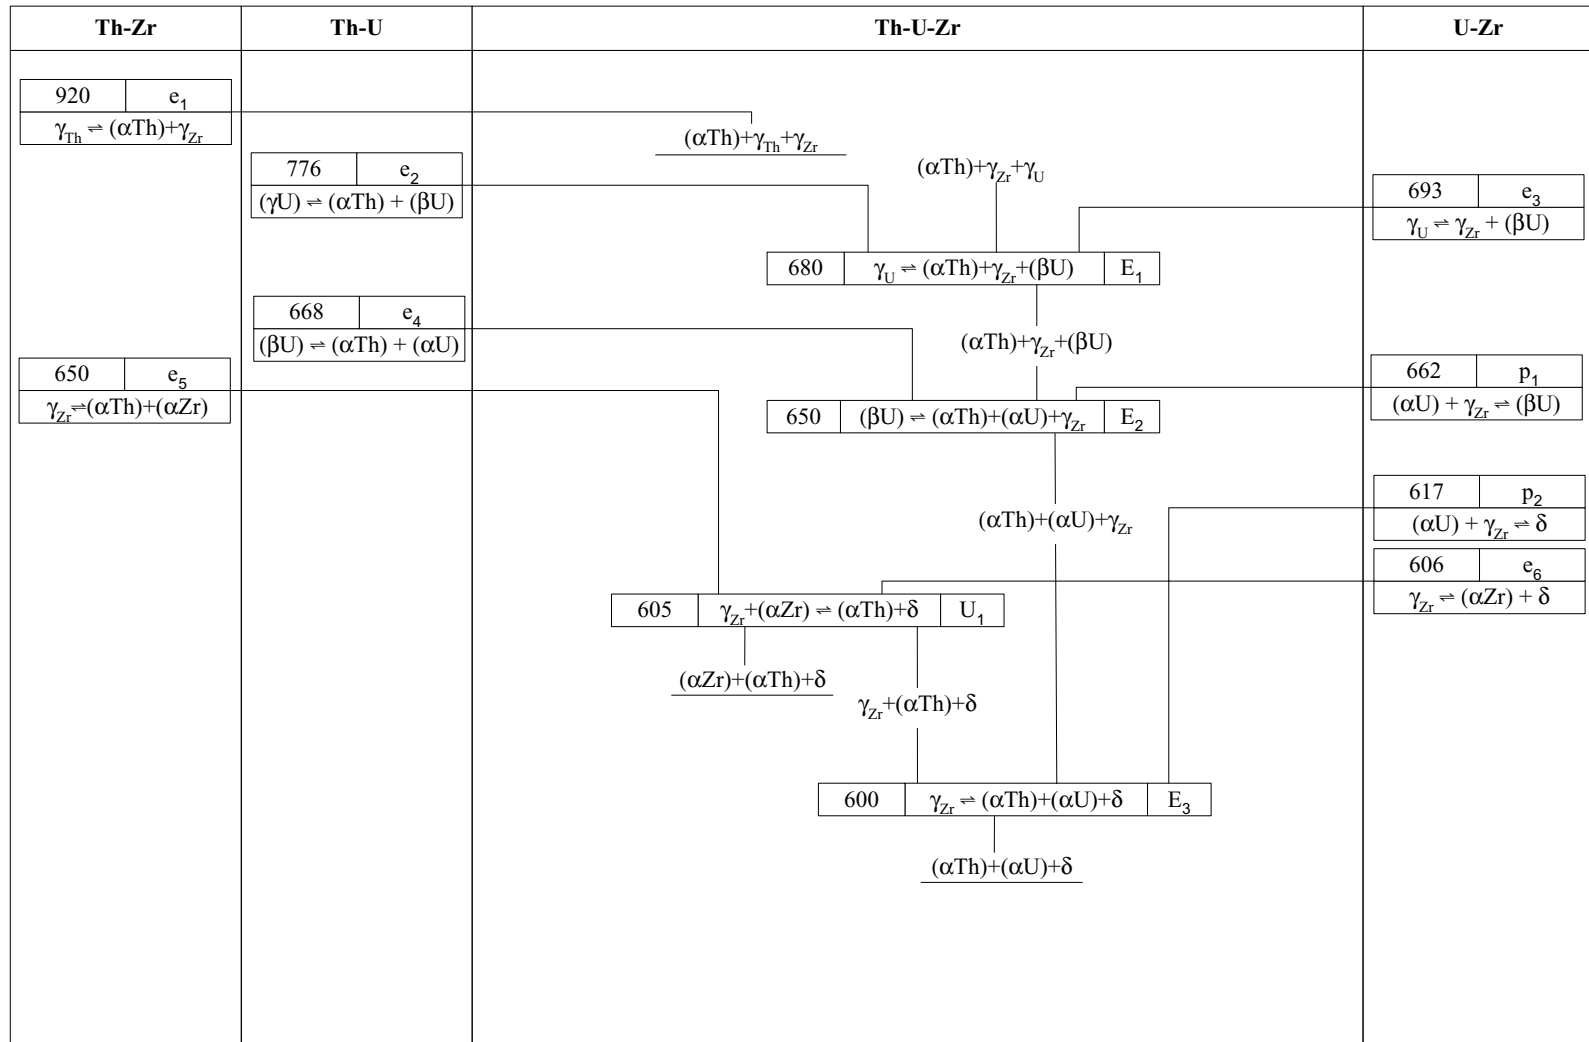 Th-Zr Th-U Th-U-Zr U-Zr
920 e₁
γTh ⇌ (αTh)+γZr
(αTh)+γTh+γZr
776 e₂
(γU) ⇌ (αTh) + (βU)
(αTh)+γZr+γU
693 e₃
γU ⇌ γZr + (βU)
680 γU ⇌ (αTh)+γZr+(βU) E₁
668 e₄
(βU) ⇌ (αTh) + (αU)
(αTh)+γZr+(βU)
650 e₅
γZr⇌(αTh)+(αZr)
662 p₁
(αU) + γZr ⇌ (βU)
650 (βU) ⇌ (αTh)+(αU)+γZr E₂
617 p₂
(αU) + γZr ⇌ δ
(αTh)+(αU)+γZr
606 e₆
γZr ⇌ (αZr) + δ
605 γZr+(αZr) ⇌ (αTh)+δ U₁
(αZr)+(αTh)+δ
γZr+(αTh)+δ
600 γZr ⇌ (αTh)+(αU)+δ E₃
(αTh)+(αU)+δ